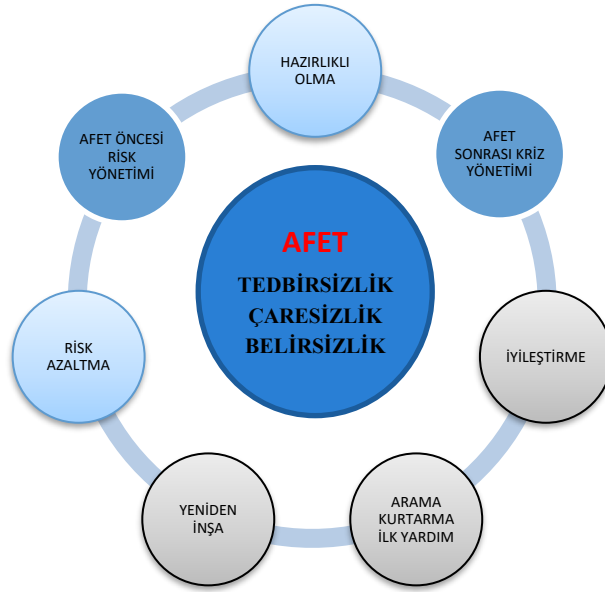 HAZIRLIKLI
OLMA
AFET
SONRASI KRİZ
YÖNETİMİ
İYİLEŞTİRME
ARAMA
KURTARMA
İLK YARDIM
YENİDEN
İNŞA
RİSK
AZALTMA
AFET ÖNCESİ
RİSK
YÖNETİMİ
AFET
TEDBİRSİZLİK
ÇARESİZLİK
BELİRSİZLİK